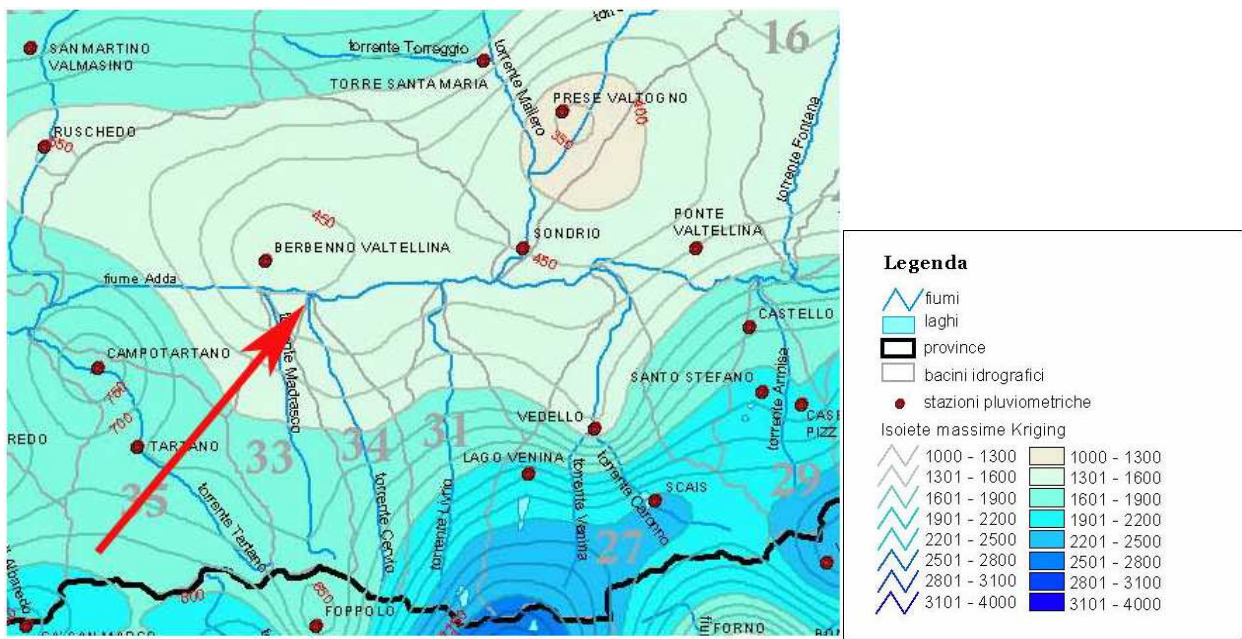 16
SAN MARTINO
VALMASINO
torrente Torreggio
TORRE SANTA MARIA
torrente Mallero
PRESE VALTOGNO
400
350
torrente Fontana
RUSCHEDO
450
BERBENNO VALTELLINA
SONDRIO
450
PONTE
VALTELLINA
fiume Adda
CASTELLO
CAMPOTARTANO
750
700
TARTANO
torrente Madrasco
SANTO STEFANO
torrente Armisa
VEDELLO
33
34
31
LAGO VENINA
SCAIS
29
35
torrente Tartano
torrente Cervio
torrente Livrio
torrente Vanina
torrente Caronno
27
FOPPOLO
FORNO
Legenda
fiumi
laghi
province
bacini idrografici
stazioni pluviometriche
Isoiete massime Kriging
1000 - 1300 1000 - 1300
1301 - 1600 1301 - 1600
1601 - 1900 1601 - 1900
1901 - 2200 1901 - 2200
2201 - 2500 2201 - 2500
2501 - 2800 2501 - 2800
2801 - 3100 2801 - 3100
3101 - 4000 3101 - 4000